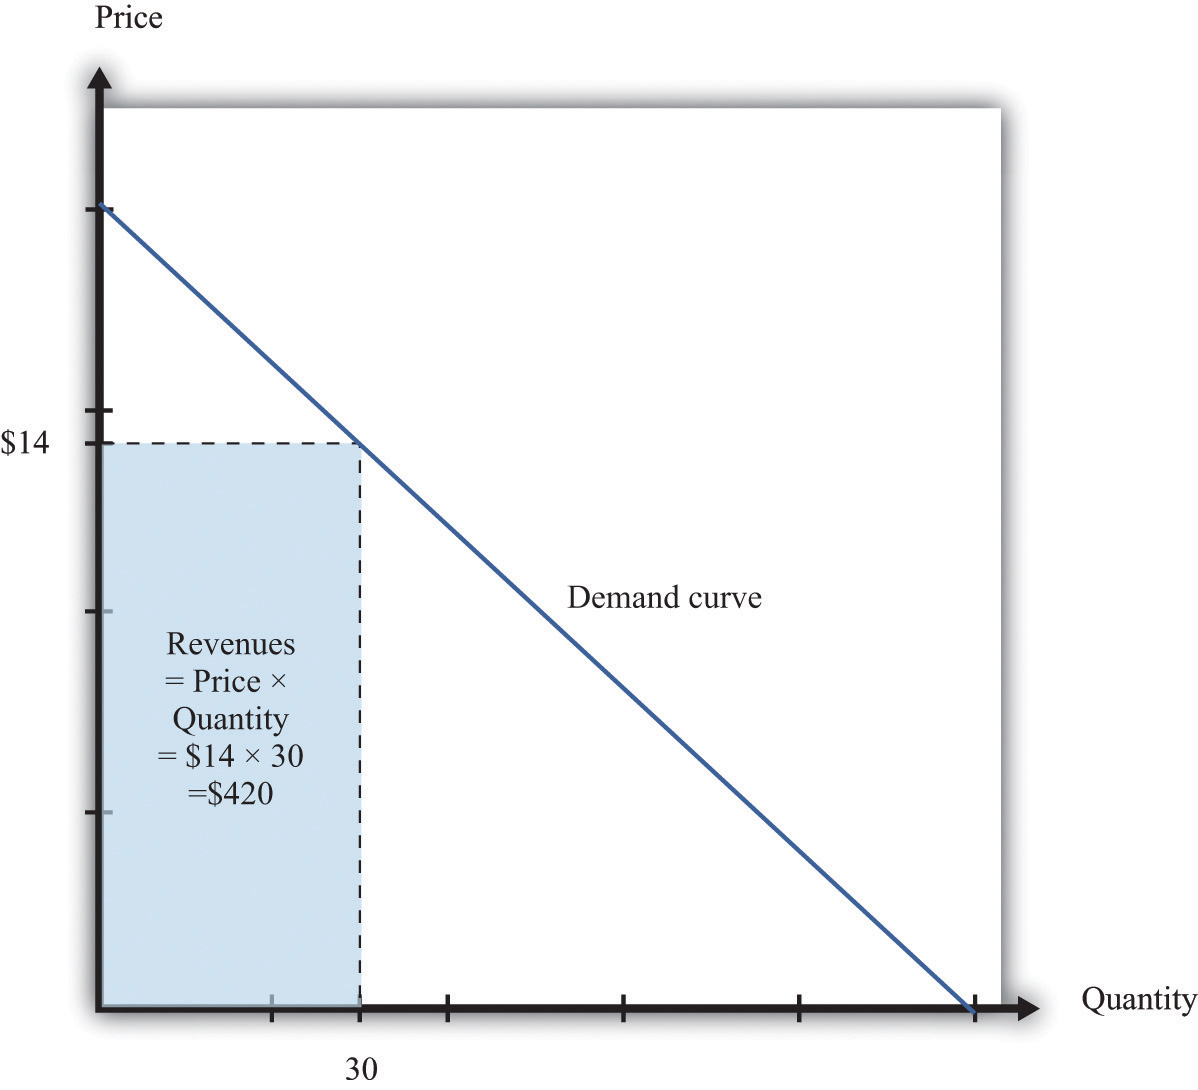 Price
$14
Demand curve
Revenues
= Price ×
Quantity
= $14 × 30
=$420
Quantity
30